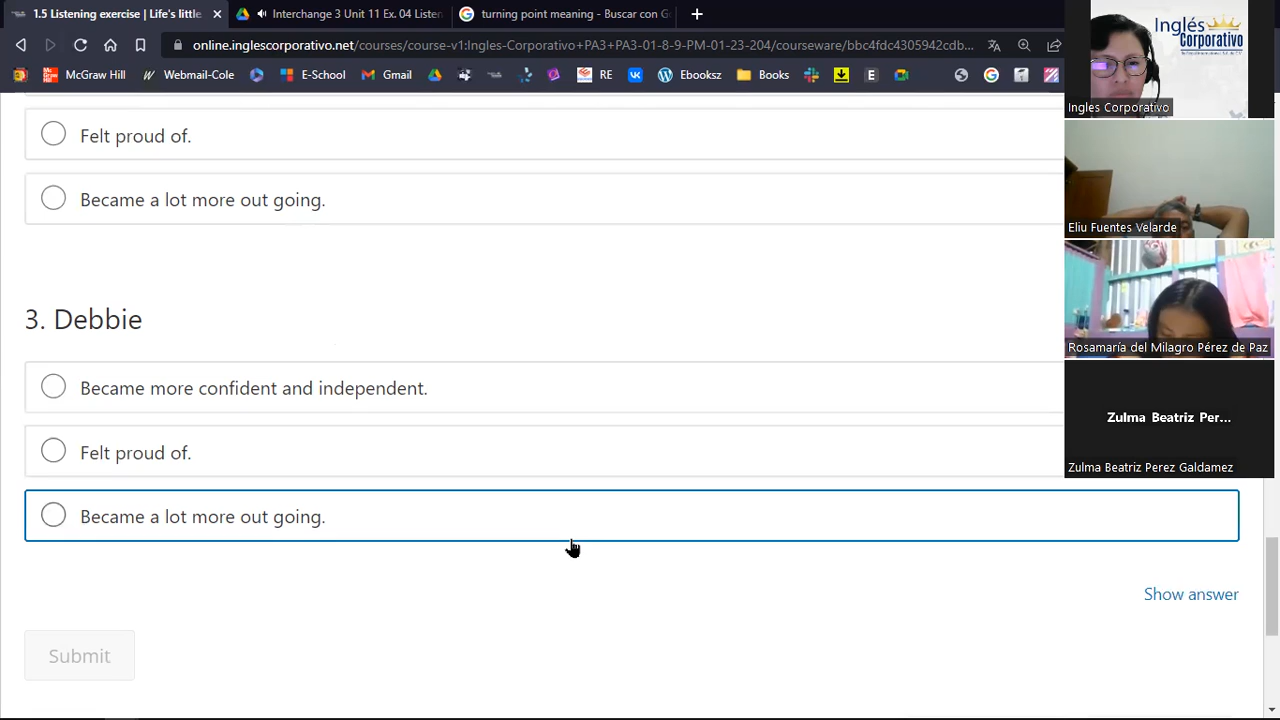 1.5 Listening exercise | Life's little
Interchange 3 Unit 11 Ex. 04 Listen
turning point meaning - Buscar con G
online.inglescorporativo.net/courses/course-v1:Ingles-Corporativo+PA3+PA3-01-8-9-PM-01-23-204/courseware/bbc4fdc4305942cdb...
McGraw Hill
Webmail-Cole
E-School
Gmail
RE
Ebooz
Books
E
Felt proud of.
Became a lot more out going.
3. Debbie
Became more confident and independent.
Felt proud of.
Became a lot more out going.
Show answer
Submit
Inglés
Corporativo
Ingles Corporativo
Eliu Fuentes Velarde
Rosamaría del Milagro Pérez de Paz
Zulma Beatriz Per...
Zulma Beatriz Perez Galdamez